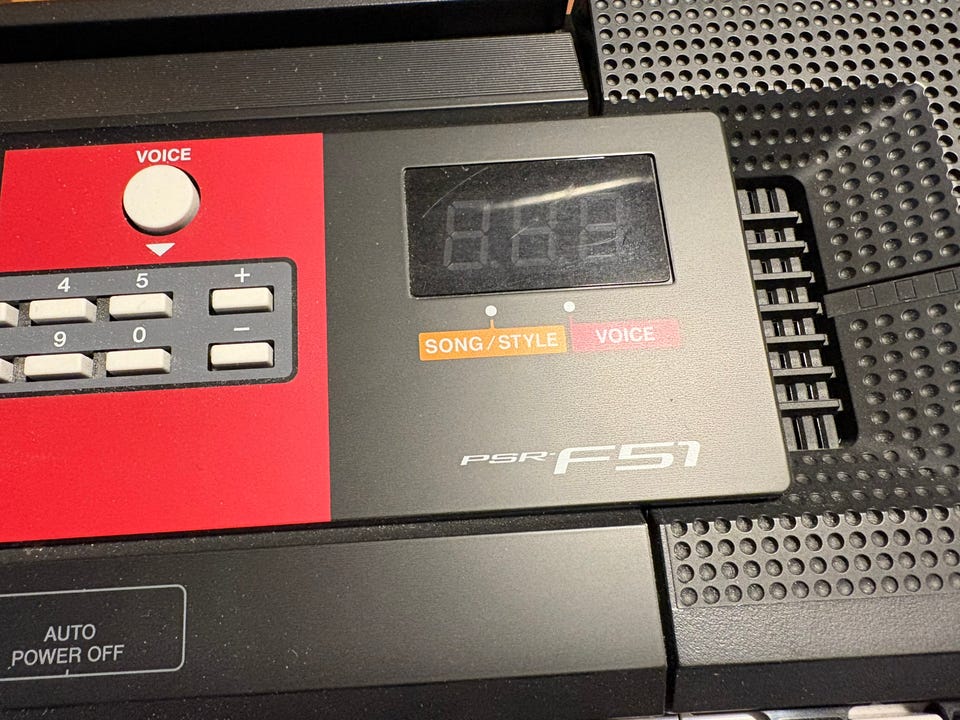 VOICE
4 5 +
9 0 −
SONG/STYLE VOICE
PSR-F51
AUTO
POWER OFF